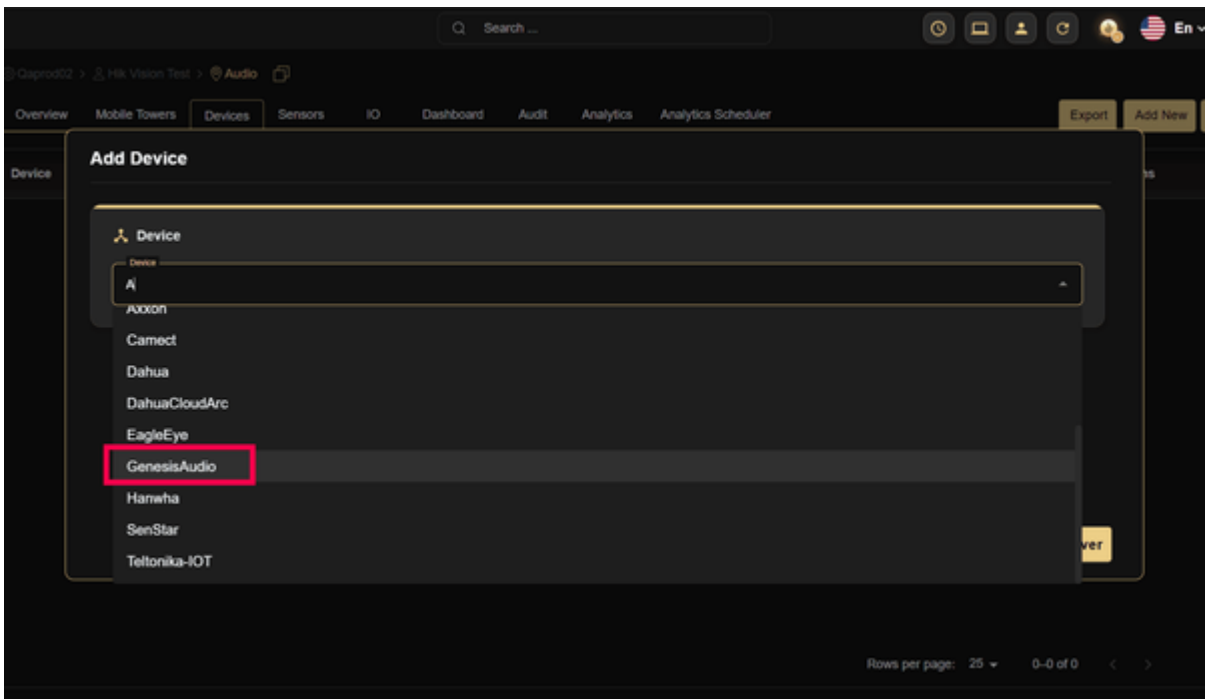 Search ...
En
Qaprod02 > Hik Vision Test > Audio
Overview Mobile Towers Devices Sensors IO Dashboard Audit Analytics Analytics Scheduler Export Add New
Add Device
Device
Device
Device
A
Axxon
Camect
Dahua
DahuaCloudArc
EagleEye
GenesisAudio
Hanwha
SenStar
Teltonika-IOT
Rows per page: 25 0-0 of 0